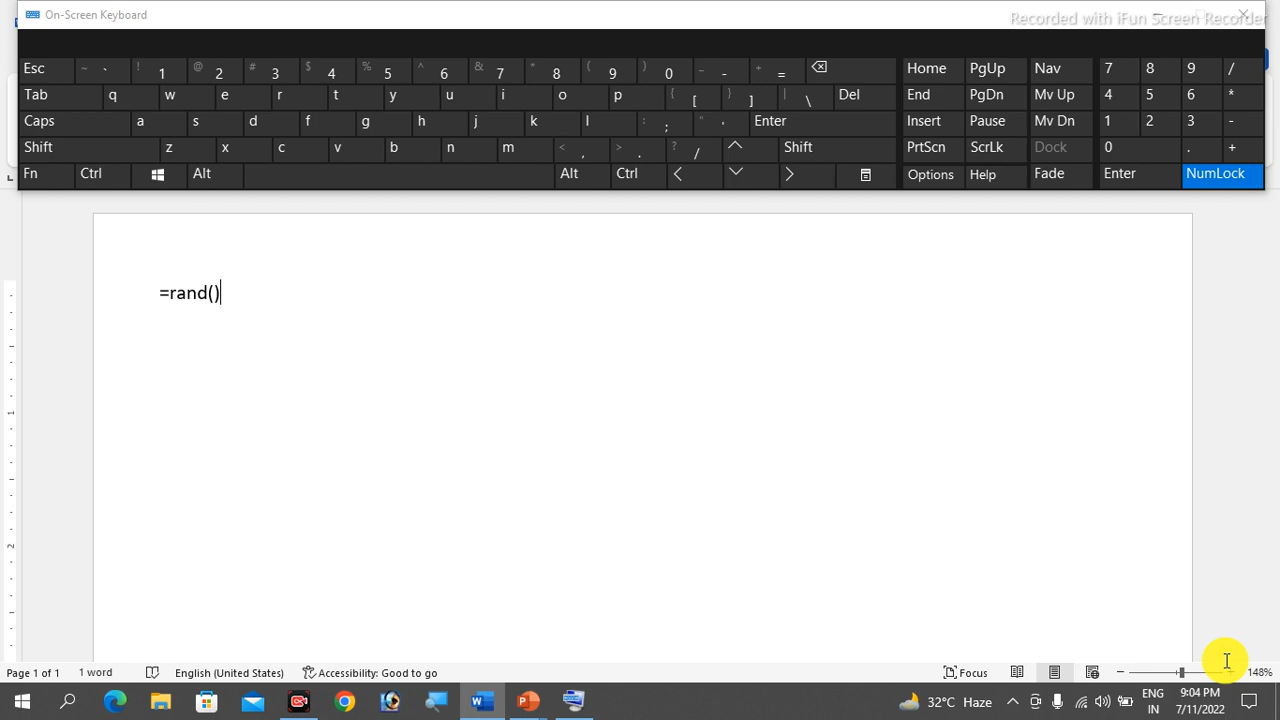 On-Screen Keyboard
Recorded with iFun Screen Recorder
Esc ~ ` ! 1 @ 2 # 3 $ 4 % 5 ^ 6 & 7 * 8 ( 9 ) 0 _ - + = Home PgUp Nav 7 8 9 /
Tab q w e r t y u i o p { [ } ] | \ Del End PgDn Mv Up 4 5 6 *
Caps a s d f g h j k l : ; " ' Enter Insert Pause Mv Dn 1 2 3 -
Shift z x c v b n m < , > . ? / Shift PrtScn ScrLk Dock 0 . +
Fn Ctrl Alt Alt Ctrl Options Help Fade Enter NumLock
=rand()
1
2
Page 1 of 1 1 word English (United States) Accessibility: Good to go Focus 148%
32°C Haze ENG 9:04 PM
IN 7/11/2022